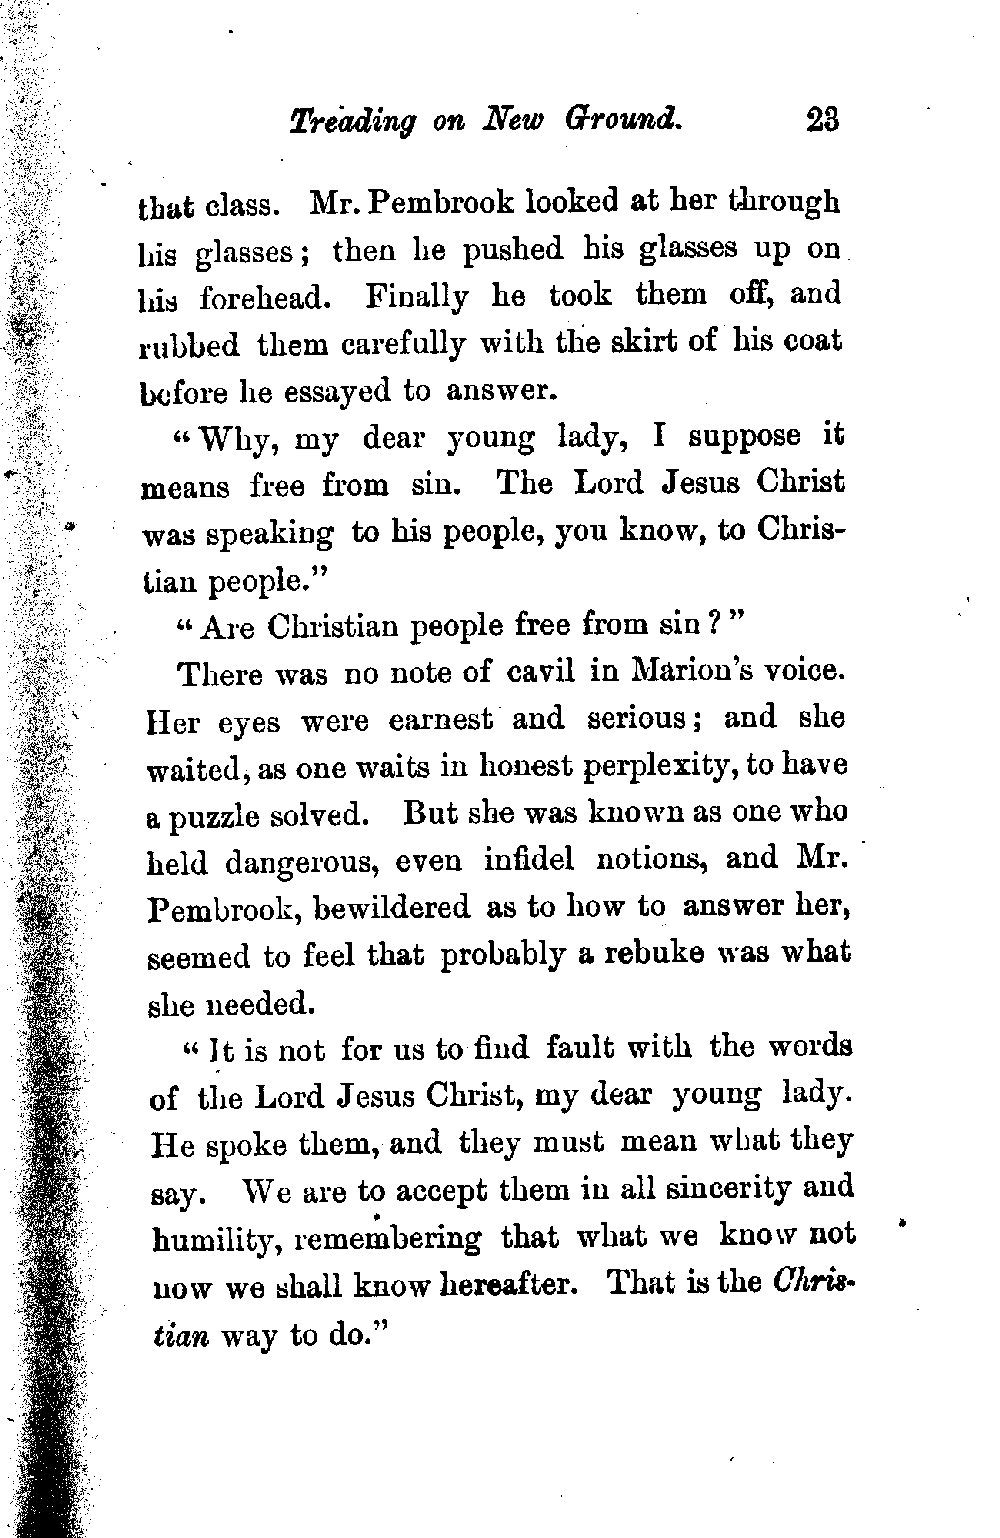 Treading on New Ground. 23
that class. Mr. Pembrook looked at her through
his glasses; then he pushed his glasses up on
his forehead. Finally he took them off, and
rubbed them carefully with the skirt of his coat
before he essayed to answer.
"Why, my dear young lady, I suppose it
means free from sin. The Lord Jesus Christ
was speaking to his people, you know, to Chris-
tian people."
"Are Christian people free from sin?"
There was no note of cavil in Marion's voice.
Her eyes were earnest and serious; and she
waited, as one waits in honest perplexity, to have
a puzzle solved. But she was known as one who
held dangerous, even infidel notions, and Mr.
Pembrook, bewildered as to how to answer her,
seemed to feel that probably a rebuke was what
she needed.
"It is not for us to find fault with the words
of the Lord Jesus Christ, my dear young lady.
He spoke them, and they must mean what they
say. We are to accept them in all sincerity and
humility, remembering that what we know not
now we shall know hereafter. That is the Chris-
tian way to do."